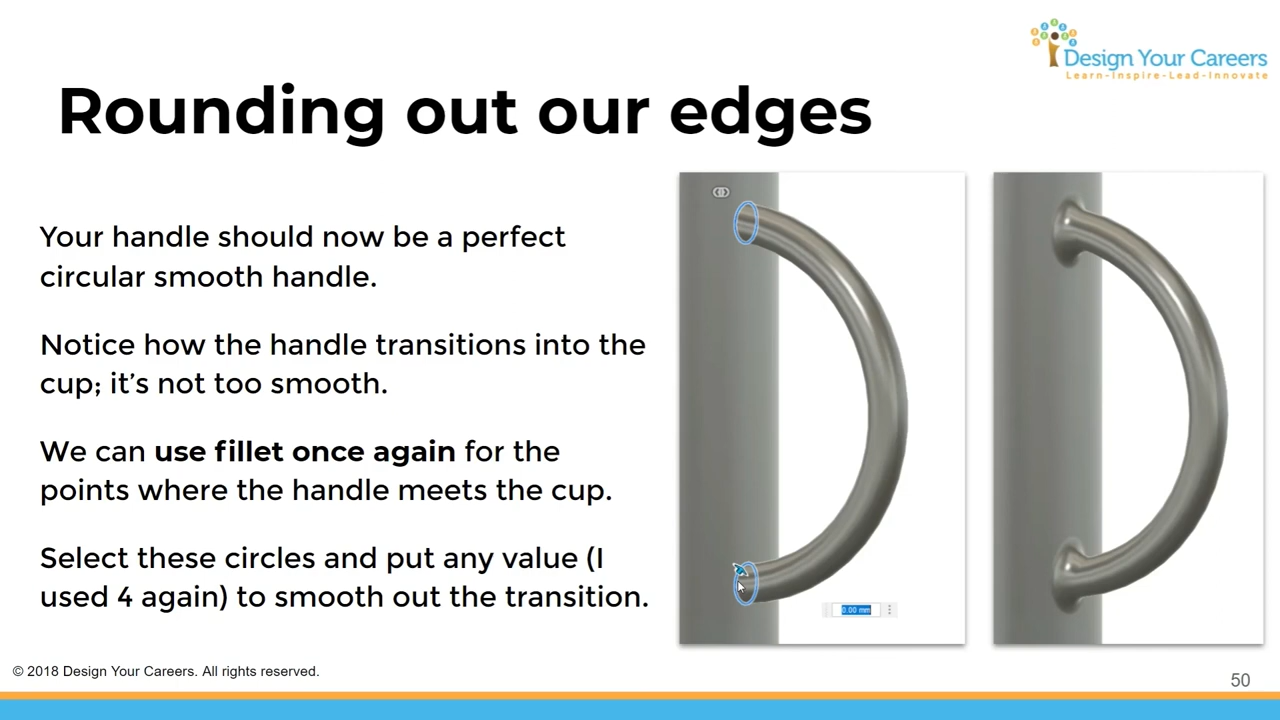 Design Your Careers
Learn-Inspire-Lead-Innovate
Rounding out our edges
Your handle should now be a perfect
circular smooth handle.
Notice how the handle transitions into the
cup; it’s not too smooth.
We can use fillet once again for the
points where the handle meets the cup.
Select these circles and put any value (I
used 4 again) to smooth out the transition.
0.00 mm
© 2018 Design Your Careers. All rights reserved.
50